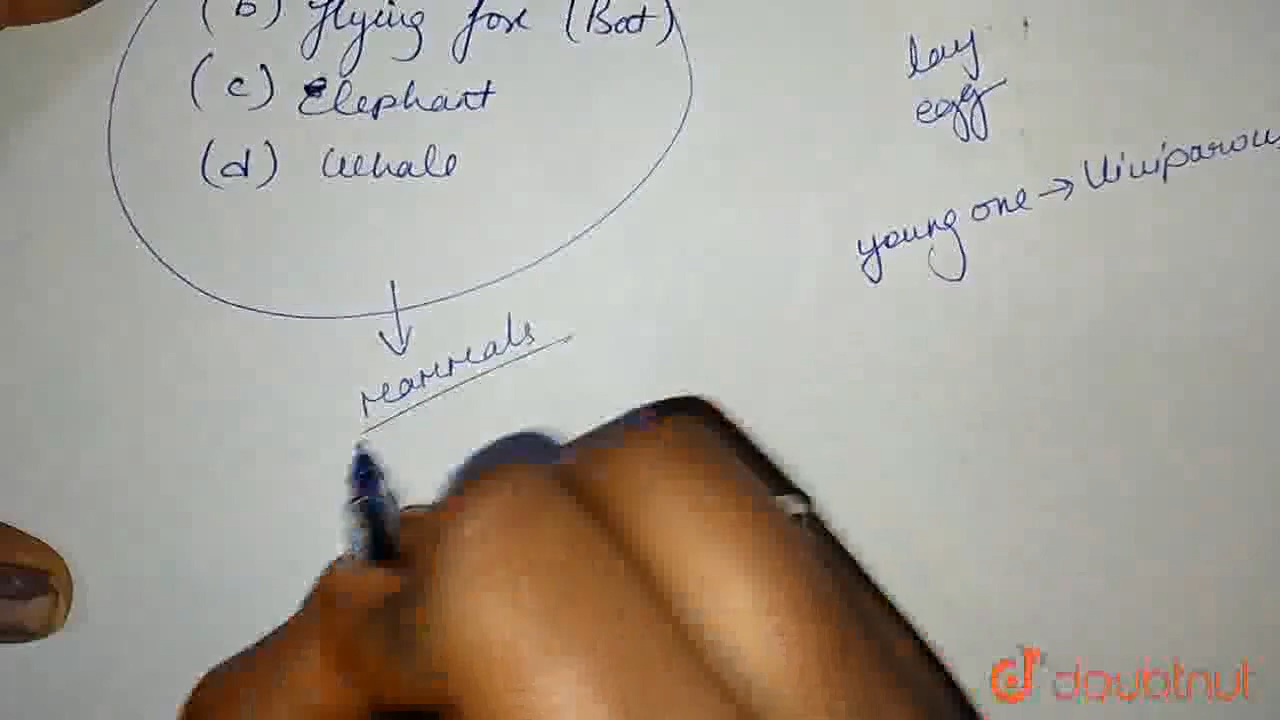 (b) flying fox (Bat)
(c) Elephant
(d) Whale
mammals
lay
egg
young one → Viviparous
doubtnut